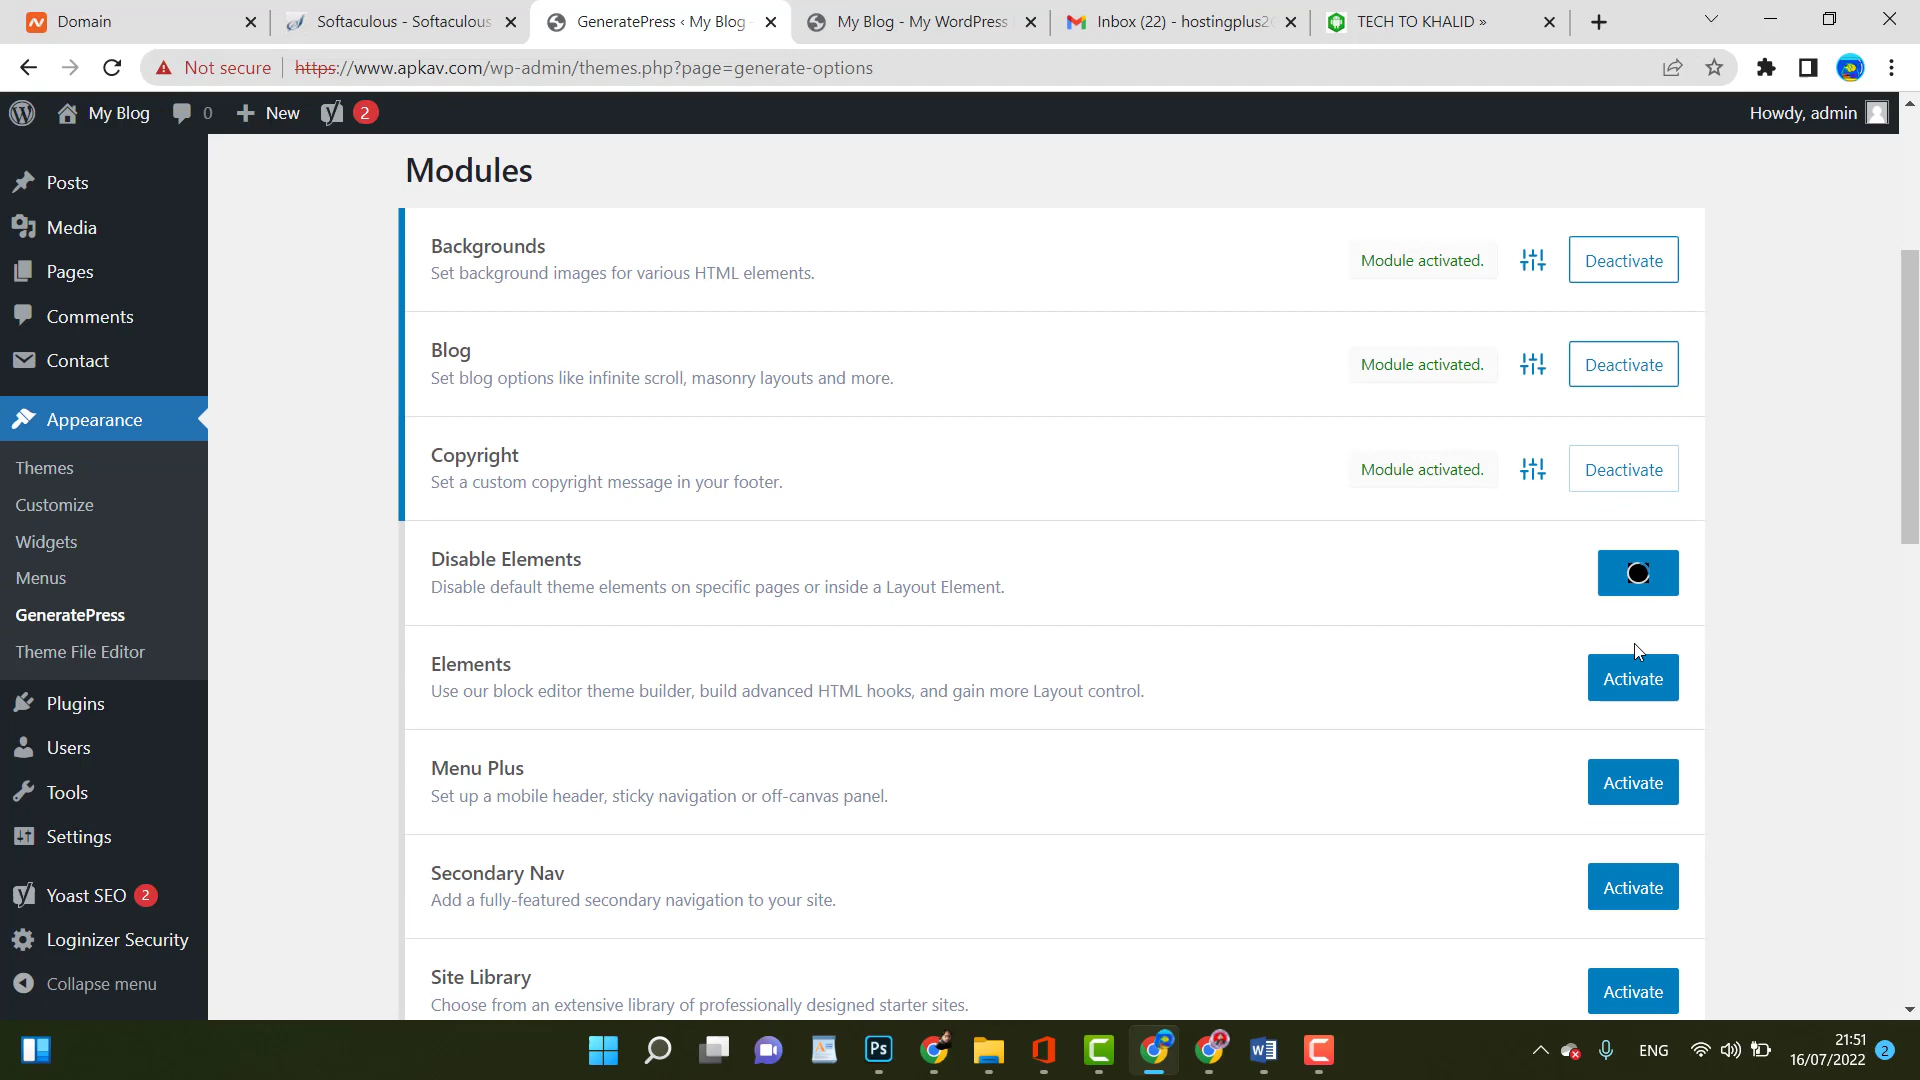 Domain
Softaculous - Softaculous
GeneratePress ‹ My Blog -
My Blog - My WordPress
Inbox (22) - hostingplus2
TECH TO KHALID »
Not secure
https://www.apkav.com/wp-admin/themes.php?page=generate-options
My Blog
0
New
2
Howdy, admin
Posts
Media
Pages
Comments
Contact
Appearance
Themes
Customize
Widgets
Menus
GeneratePress
Theme File Editor
Plugins
Users
Tools
Settings
Yoast SEO 2
Loginizer Security
Collapse menu
Modules
Backgrounds
Set background images for various HTML elements.
Module activated.
Deactivate
Blog
Set blog options like infinite scroll, masonry layouts and more.
Module activated.
Deactivate
Copyright
Set a custom copyright message in your footer.
Module activated.
Deactivate
Disable Elements
Disable default theme elements on specific pages or inside a Layout Element.
Elements
Use our block editor theme builder, build advanced HTML hooks, and gain more Layout control.
Activate
Menu Plus
Set up a mobile header, sticky navigation or off-canvas panel.
Activate
Secondary Nav
Add a fully-featured secondary navigation to your site.
Activate
Site Library
Choose from an extensive library of professionally designed starter sites.
Activate
Ps
ENG
21:51
16/07/2022
2